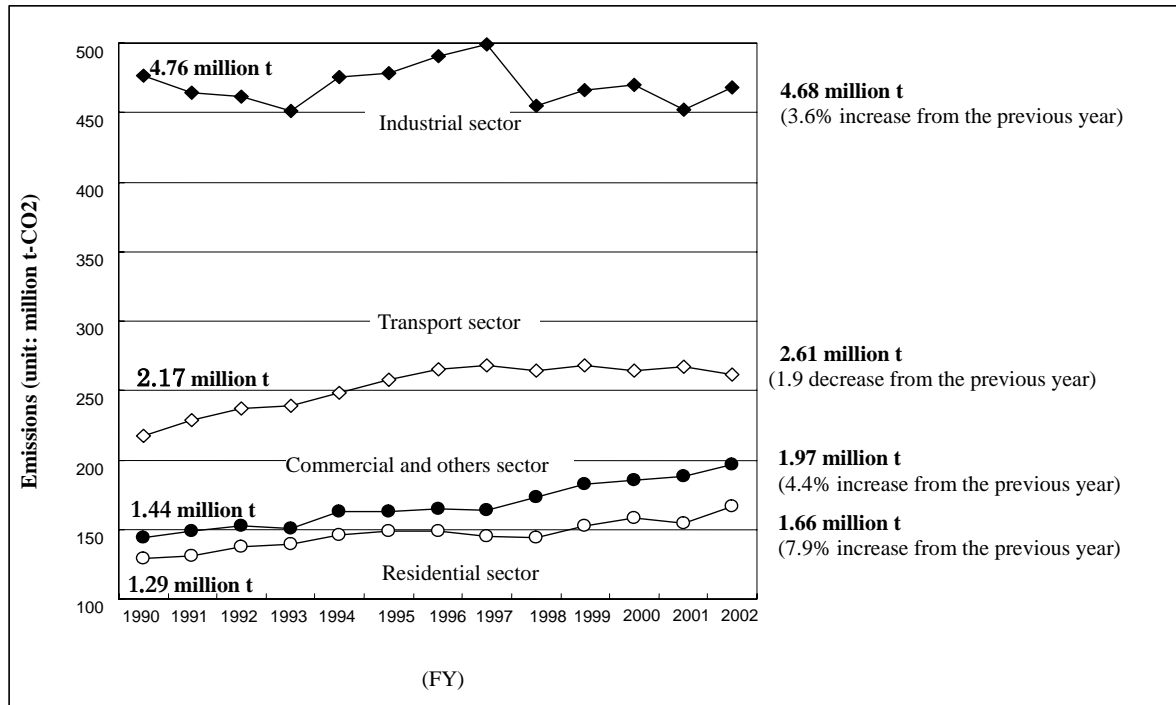 Emissions (unit: million t-CO2)
500
450
400
350
300
250
200
150
100
4.76 million t
Industrial sector
4.68 million t
(3.6% increase from the previous year)
Transport sector
2.17 million t
2.61 million t
(1.9 decrease from the previous year)
Commercial and others sector
1.44 million t
1.97 million t
(4.4% increase from the previous year)
1.66 million t
(7.9% increase from the previous year)
Residential sector
1.29 million t
1990 1991 1992 1993 1994 1995 1996 1997 1998 1999 2000 2001 2002
(FY)